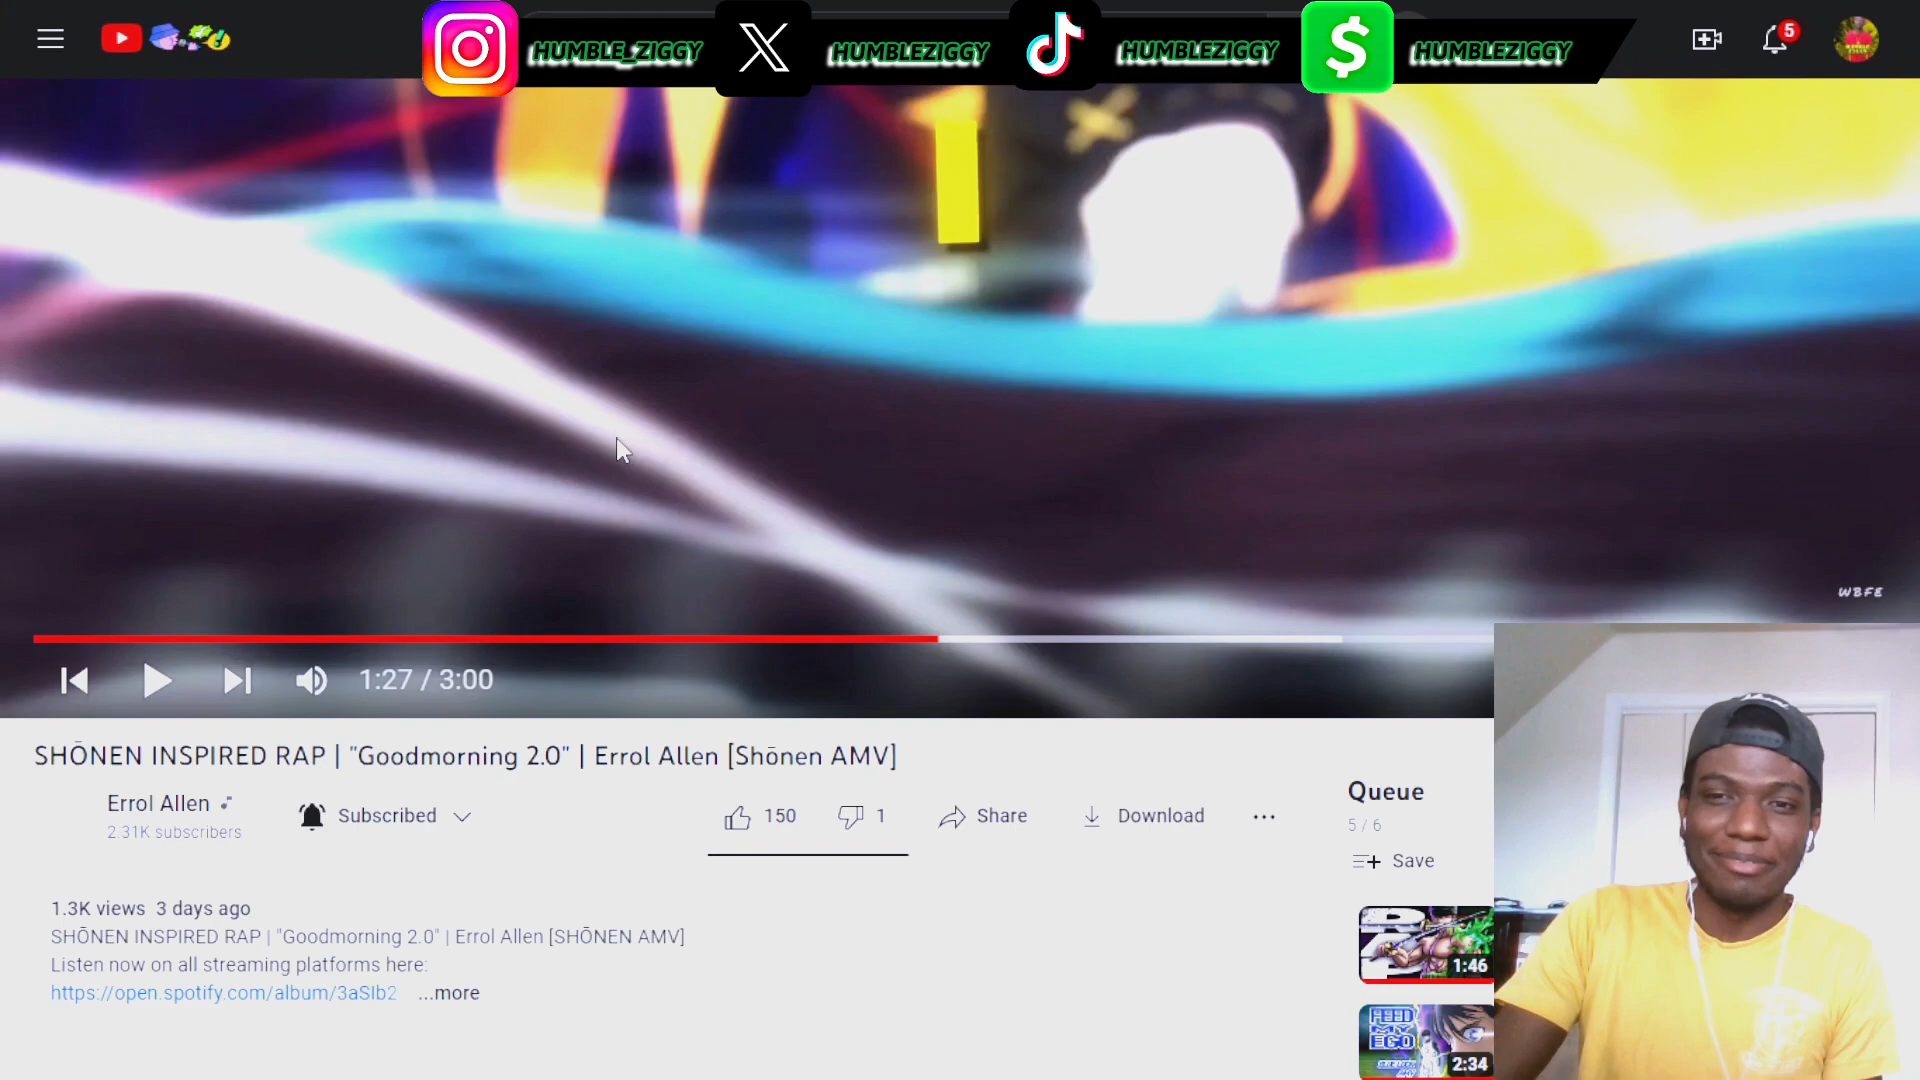 HUMBLE_ZIGGY
HUMBLEZIGGY
HUMBLEZIGGY
$
HUMBLEZIGGY
5
WBFE
1:27 / 3:00
SHŌNEN INSPIRED RAP | "Goodmorning 2.0" | Errol Allen [Shōnen AMV]
Errol Allen
2.31K subscribers
Subscribed
150
1
Share
Download
Queue
5 / 6
Save
1.3K views 3 days ago
SHŌNEN INSPIRED RAP | "Goodmorning 2.0" | Errol Allen [SHŌNEN AMV]
Listen now on all streaming platforms here:
https://open.spotify.com/album/3aSIb2 ...more
1:46
FEED
MY
EGO
2:34